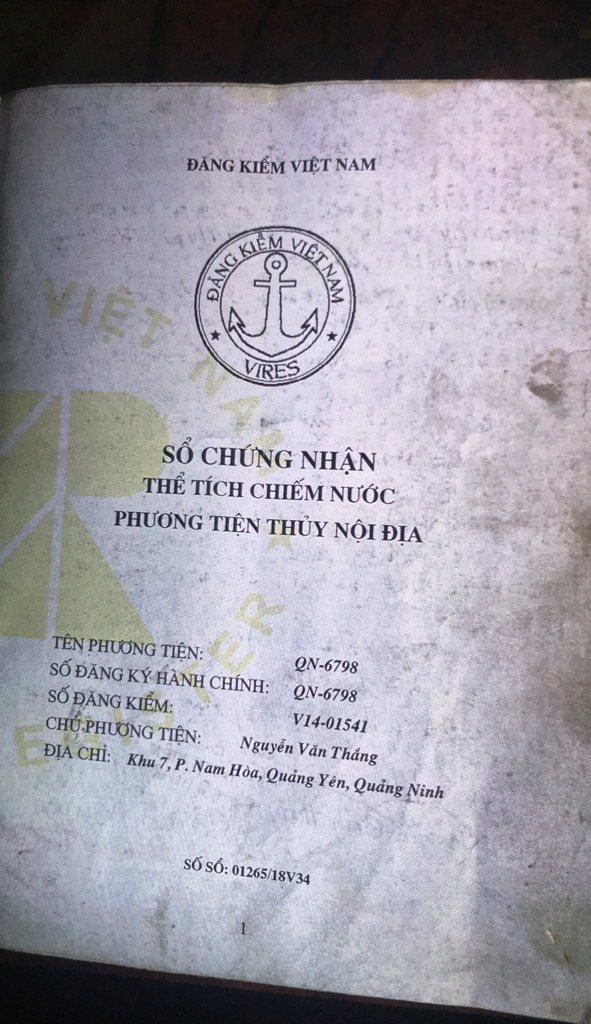 ĐĂNG KIỂM VIỆT NAM
ĐĂNG KIỂM VIỆT NAM
VIRES
VIỆT NAM
REGISTER
SỔ CHỨNG NHẬN
THỂ TÍCH CHIẾM NƯỚC
PHƯƠNG TIỆN THỦY NỘI ĐỊA
TÊN PHƯƠNG TIỆN: QN-6798
SỐ ĐĂNG KÝ HÀNH CHÍNH: QN-6798
SỐ ĐĂNG KIỂM: V14-01541
CHỦ PHƯƠNG TIỆN: Nguyễn Văn Thắng
ĐỊA CHỈ: Khu 7, P. Nam Hòa, Quảng Yên, Quảng Ninh
SỐ SỔ: 01265/18V34
1